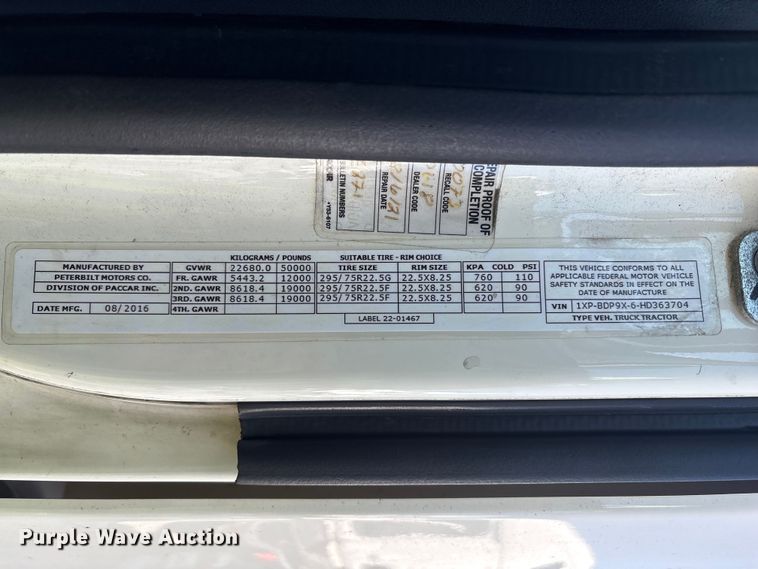 REPAIR PROOF OF
COMPLETION
RECALL CODE
DEALER CODE
REPAIR DATE
BULLETIN NUMBERS
KILOGRAMS / POUNDS SUITABLE TIRE - RIM CHOICE
MANUFACTURED BY
PETERBILT MOTORS CO.
DIVISION OF PACCAR INC.
DATE MFG. 08/2016
GVWR 22680.0 50000 TIRE SIZE RIM SIZE KPA COLD PSI
FR. GAWR 5443.2 12000 295/75R22.5G 22.5X8.25 760 110
2ND. GAWR 8618.4 19000 295/75R22.5F 22.5X8.25 620 90
3RD. GAWR 8618.4 19000 295/75R22.5F 22.5X8.25 620 90
4TH. GAWR
LABEL 22-01467
THIS VEHICLE CONFORMS TO ALL
APPLICABLE FEDERAL MOTOR VEHICLE
SAFETY STANDARDS IN EFFECT ON THE
DATE OF MANUFACTURE
VIN 1XP-BDP9X-6-HD363704
TYPE VEH. TRUCK TRACTOR
Purple Wave Auction